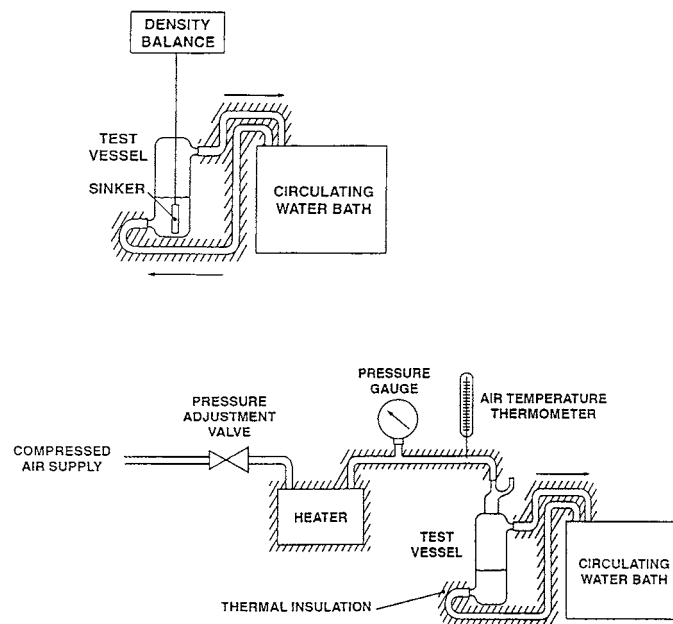 DENSITY
BALANCE
TEST
VESSEL
SINKER
CIRCULATING
WATER BATH
PRESSURE
GAUGE
AIR TEMPERATURE
THERMOMETER
PRESSURE
ADJUSTMENT
VALVE
COMPRESSED
AIR SUPPLY
HEATER
TEST
VESSEL
CIRCULATING
WATER BATH
THERMAL INSULATION